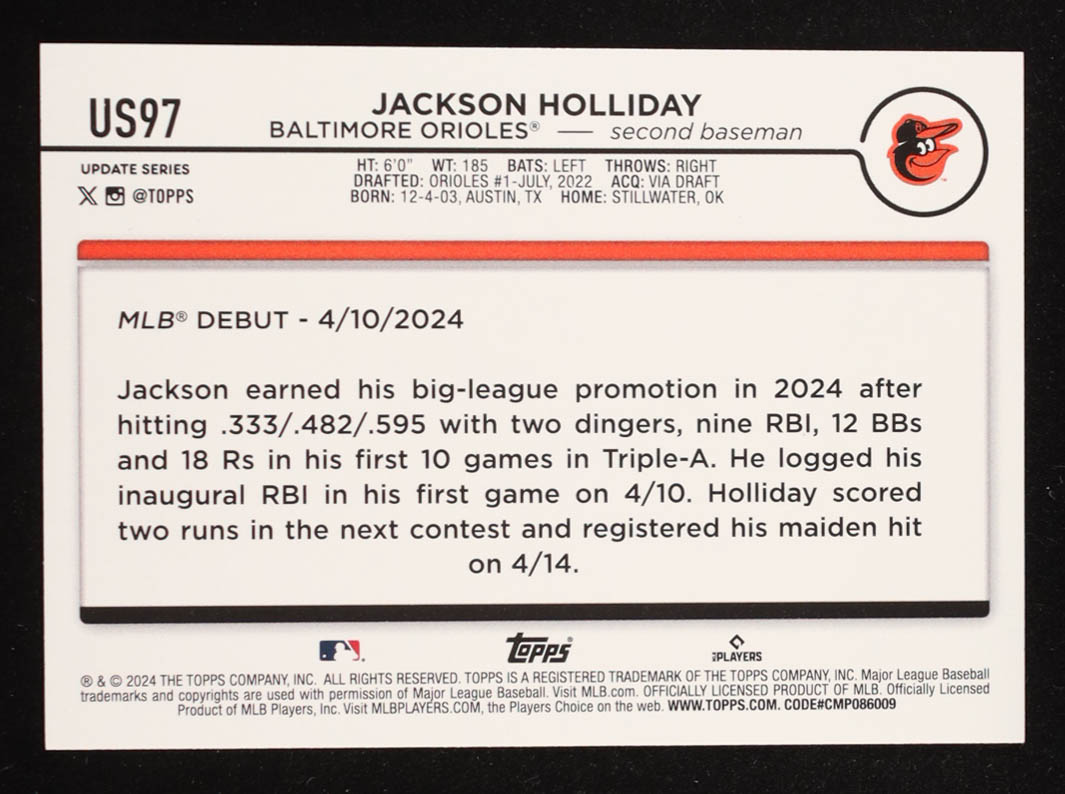 US97
JACKSON HOLLIDAY
BALTIMORE ORIOLES® — second baseman
UPDATE SERIES
@TOPPS
HT: 6'0" WT: 185 BATS: LEFT THROWS: RIGHT
DRAFTED: ORIOLES #1-JULY, 2022 ACQ: VIA DRAFT
BORN: 12-4-03, AUSTIN, TX HOME: STILLWATER, OK
MLB® DEBUT - 4/10/2024
Jackson earned his big-league promotion in 2024 after
hitting .333/.482/.595 with two dingers, nine RBI, 12 BBs
and 18 Rs in his first 10 games in Triple-A. He logged his
inaugural RBI in his first game on 4/10. Holliday scored
two runs in the next contest and registered his maiden hit
on 4/14.
topps®
MLBPLAYERS
® & © 2024 THE TOPPS COMPANY, INC. ALL RIGHTS RESERVED. TOPPS IS A REGISTERED TRADEMARK OF THE TOPPS COMPANY, INC. Major League Baseball
trademarks and copyrights are used with permission of Major League Baseball. Visit MLB.com. OFFICIALLY LICENSED PRODUCT OF MLB. Officially Licensed
Product of MLB Players, Inc. Visit MLBPLAYERS.COM, the Players Choice on the web. WWW.TOPPS.COM. CODE#CMP086009